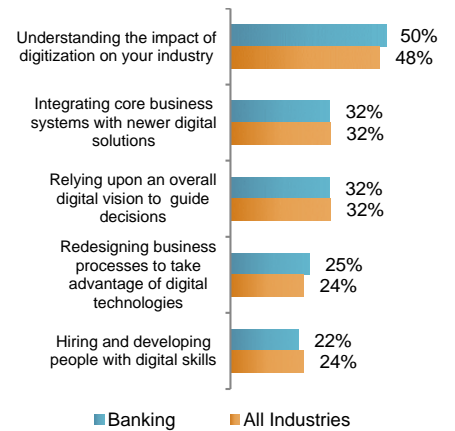 Understanding the impact of
digitization on your industry
50%
48%
Integrating core business
systems with newer digital
solutions
32%
32%
Relying upon an overall
digital vision to guide
decisions
32%
32%
Redesigning business
processes to take
advantage of digital
technologies
25%
24%
Hiring and developing
people with digital skills
22%
24%
Banking
All Industries